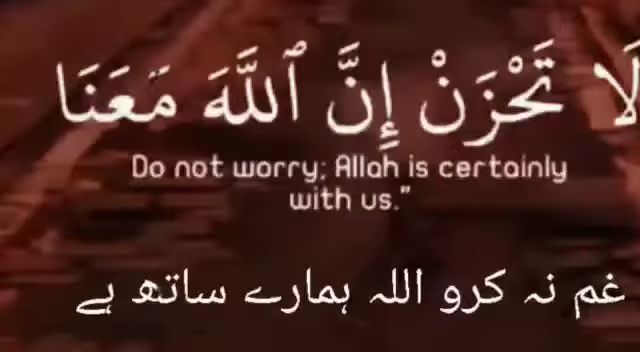 لَا تَحْزَنْ إِنَّ ٱللَّهَ مَعَنَا
Do not worry; Allah is certainly
with us."
غم نہ کرو اللہ ہمارے ساتھ ہے